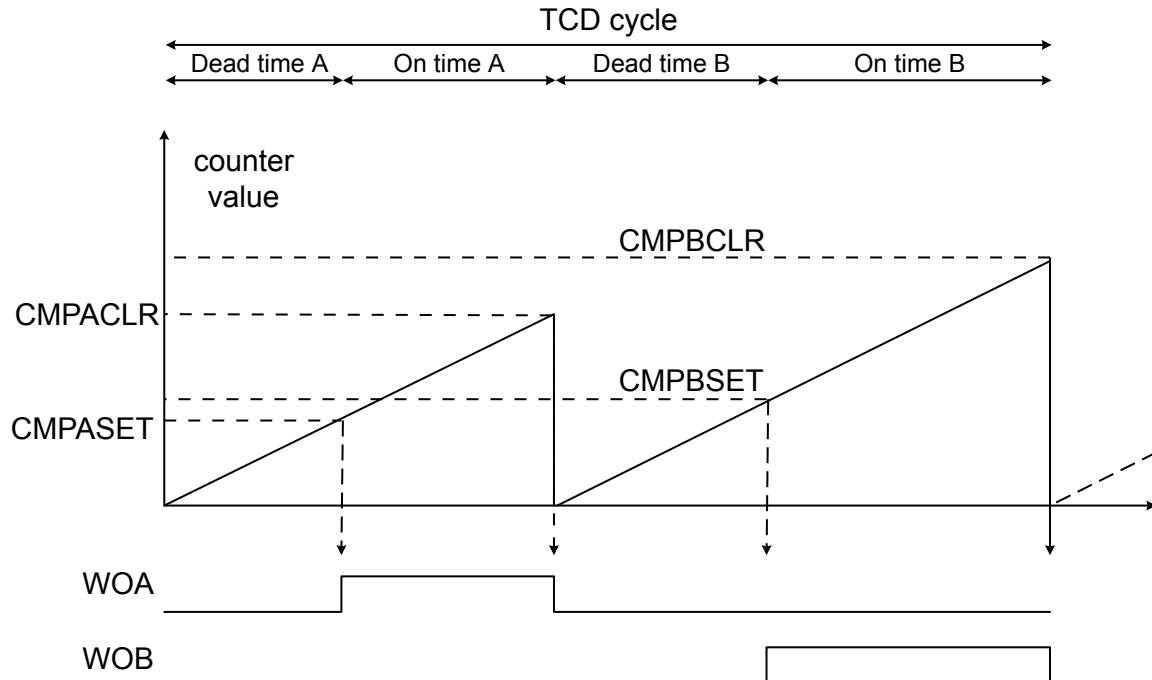 TCD cycle
Dead time A
On time A
Dead time B
On time B
counter
value
CMPBCLR
CMPACLR
CMPBSET
CMPASET
WOA
WOB